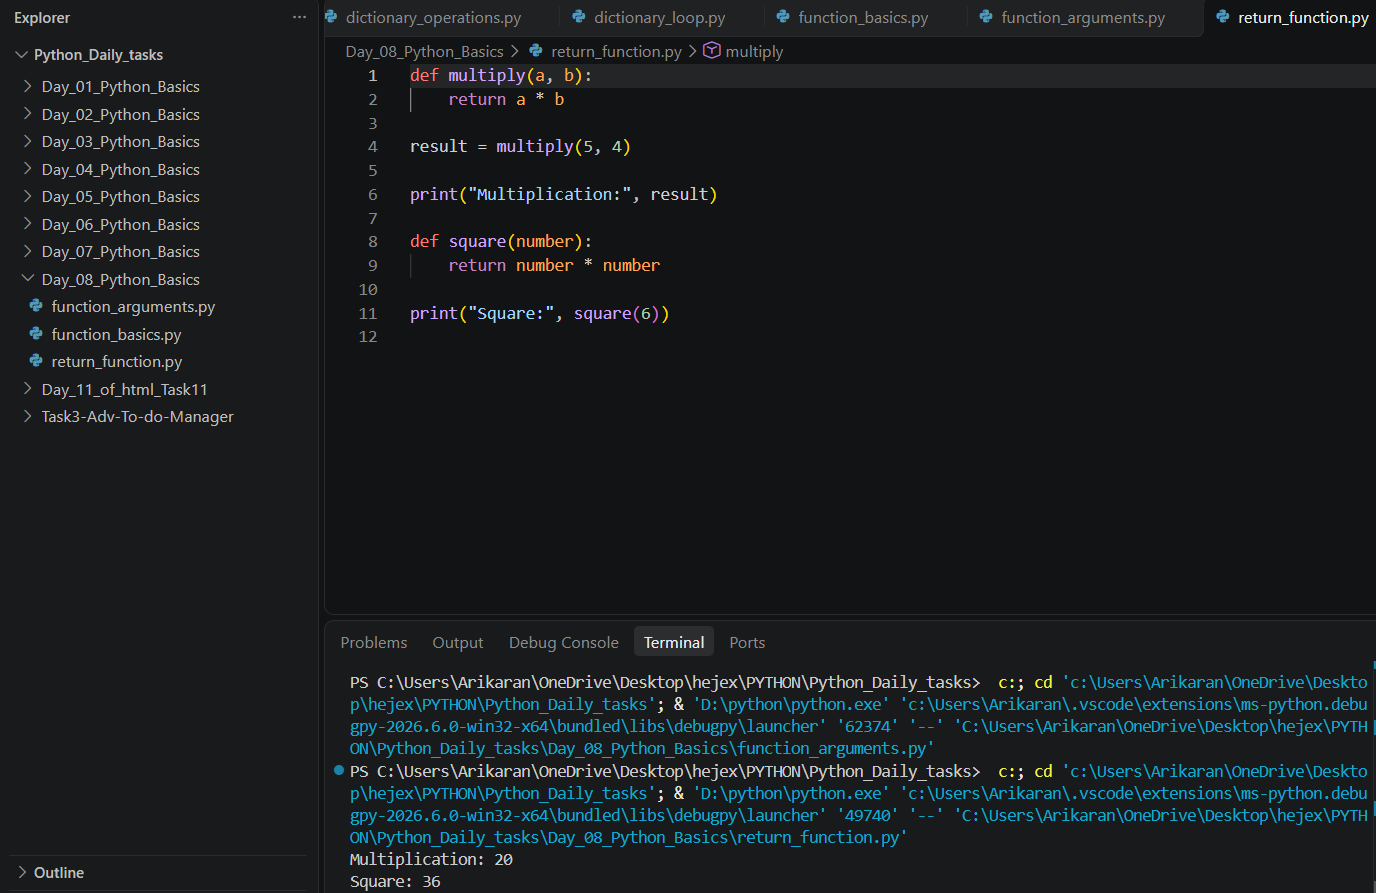 Explorer
···
Python_Daily_tasks
Day_01_Python_Basics
Day_02_Python_Basics
Day_03_Python_Basics
Day_04_Python_Basics
Day_05_Python_Basics
Day_06_Python_Basics
Day_07_Python_Basics
Day_08_Python_Basics
function_arguments.py
function_basics.py
return_function.py
Day_11_of_html_Task11
Task3-Adv-To-do-Manager
Outline
dictionary_operations.py dictionary_loop.py function_basics.py function_arguments.py return_function.py
Day_08_Python_Basics > return_function.py > multiply
1 def multiply(a, b):
2     return a * b
3
4 result = multiply(5, 4)
5
6 print("Multiplication:", result)
7
8 def square(number):
9     return number * number
10
11 print("Square:", square(6))
12
Problems Output Debug Console Terminal Ports
PS C:\Users\Arikaran\OneDrive\Desktop\hejex\PYTHON\Python_Daily_tasks>  c:; cd 'c:\Users\Arikaran\OneDrive\Deskto
p\hejex\PYTHON\Python_Daily_tasks'; & 'D:\python\python.exe' 'c:\Users\Arikaran\.vscode\extensions\ms-python.debu
gpy-2026.6.0-win32-x64\bundled\libs\debugpy\launcher' '62374' '--' 'C:\Users\Arikaran\OneDrive\Desktop\hejex\PYTH
ON\Python_Daily_tasks\Day_08_Python_Basics\function_arguments.py'
PS C:\Users\Arikaran\OneDrive\Desktop\hejex\PYTHON\Python_Daily_tasks>  c:; cd 'c:\Users\Arikaran\OneDrive\Deskto
p\hejex\PYTHON\Python_Daily_tasks'; & 'D:\python\python.exe' 'c:\Users\Arikaran\.vscode\extensions\ms-python.debu
gpy-2026.6.0-win32-x64\bundled\libs\debugpy\launcher' '49740' '--' 'C:\Users\Arikaran\OneDrive\Desktop\hejex\PYTH
ON\Python_Daily_tasks\Day_08_Python_Basics\return_function.py'
Multiplication: 20
Square: 36